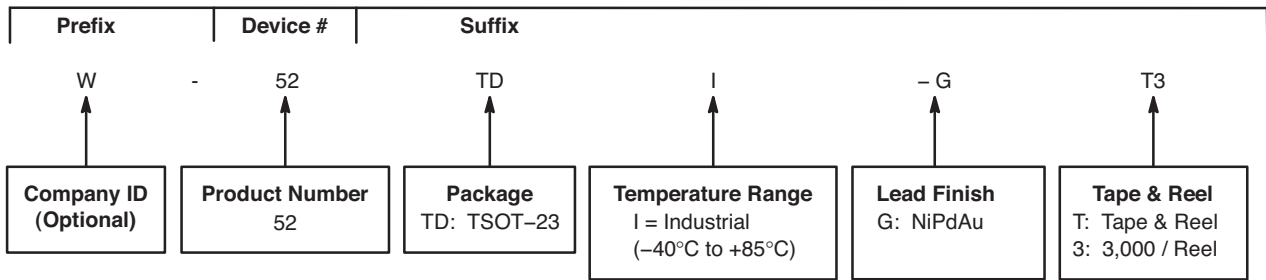 Prefix Device # Suffix
W - 52 TD I – G T3
Company ID
(Optional)
Product Number
52
Package
TD: TSOT−23
Temperature Range
I = Industrial
(−40°C to +85°C)
Lead Finish
G: NiPdAu
Tape & Reel
T: Tape & Reel
3: 3,000 / Reel